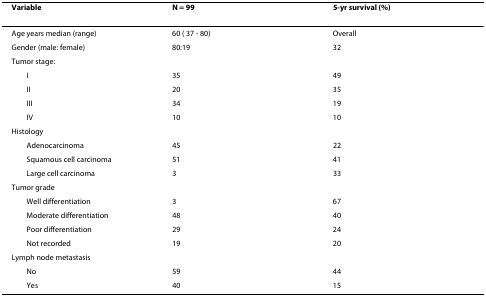 Variable N = 99 5-yr survival (%)
Age years median (range) 60 ( 37 - 80) Overall
Gender (male: female) 80:19 32
Tumor stage:
I 35 49
II 20 35
III 34 19
IV 10 10
Histology
Adenocarcinoma 45 22
Squamous cell carcinoma 51 41
Large cell carcinoma 3 33
Tumor grade
Well differentiation 3 67
Moderate differentiation 48 40
Poor differentiation 29 24
Not recorded 19 20
Lymph node metastasis
No 59 44
Yes 40 15